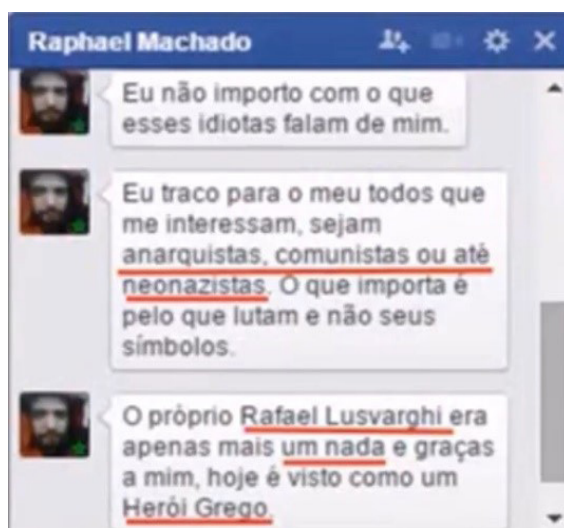 Raphael Machado
Eu não importo com o que
esses idiotas falam de mim.
Eu traco para o meu todos que
me interessam, sejam
anarquistas, comunistas ou até
neonazistas. O que importa é
pelo que lutam e não seus
símbolos.
O próprio Rafael Lusvarghi era
apenas mais um nada e graças
a mim, hoje é visto como um
Herói Grego.